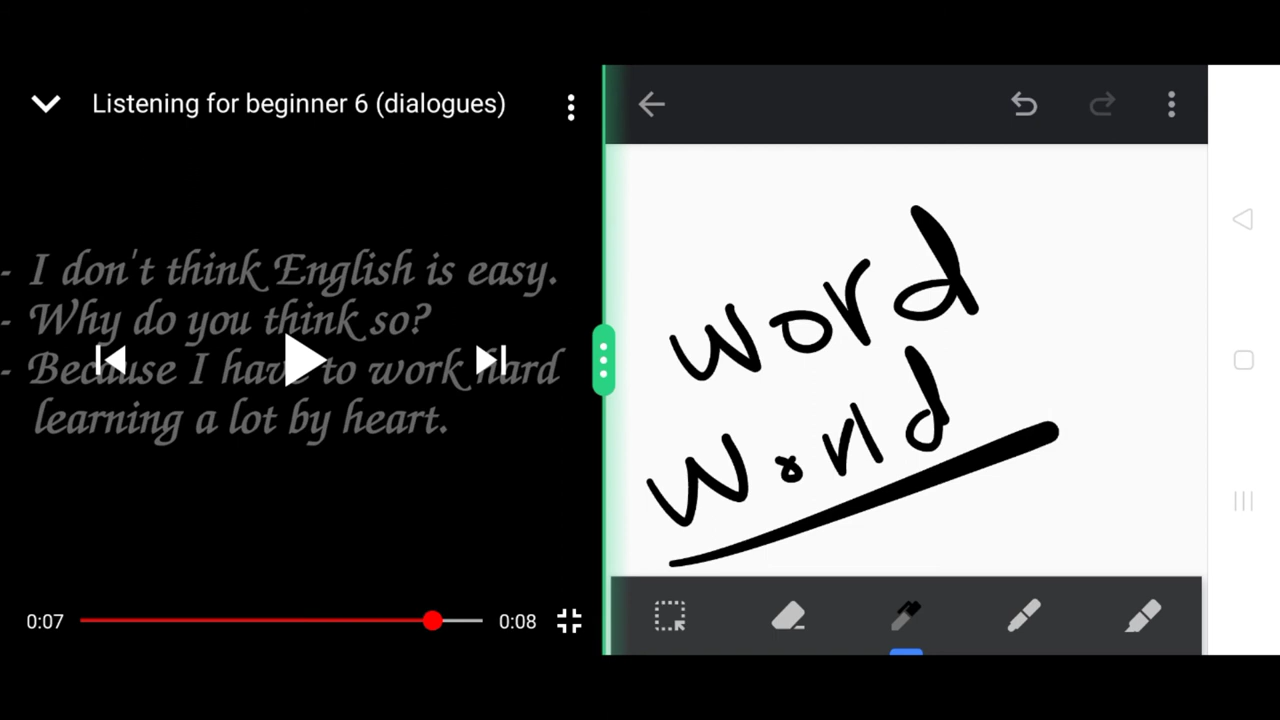 Listening for beginner 6 (dialogues)
- I don't think English is easy.
- Why do you think so?
- Because I have to work hard
learning a lot by heart.
0:07
0:08
word
World